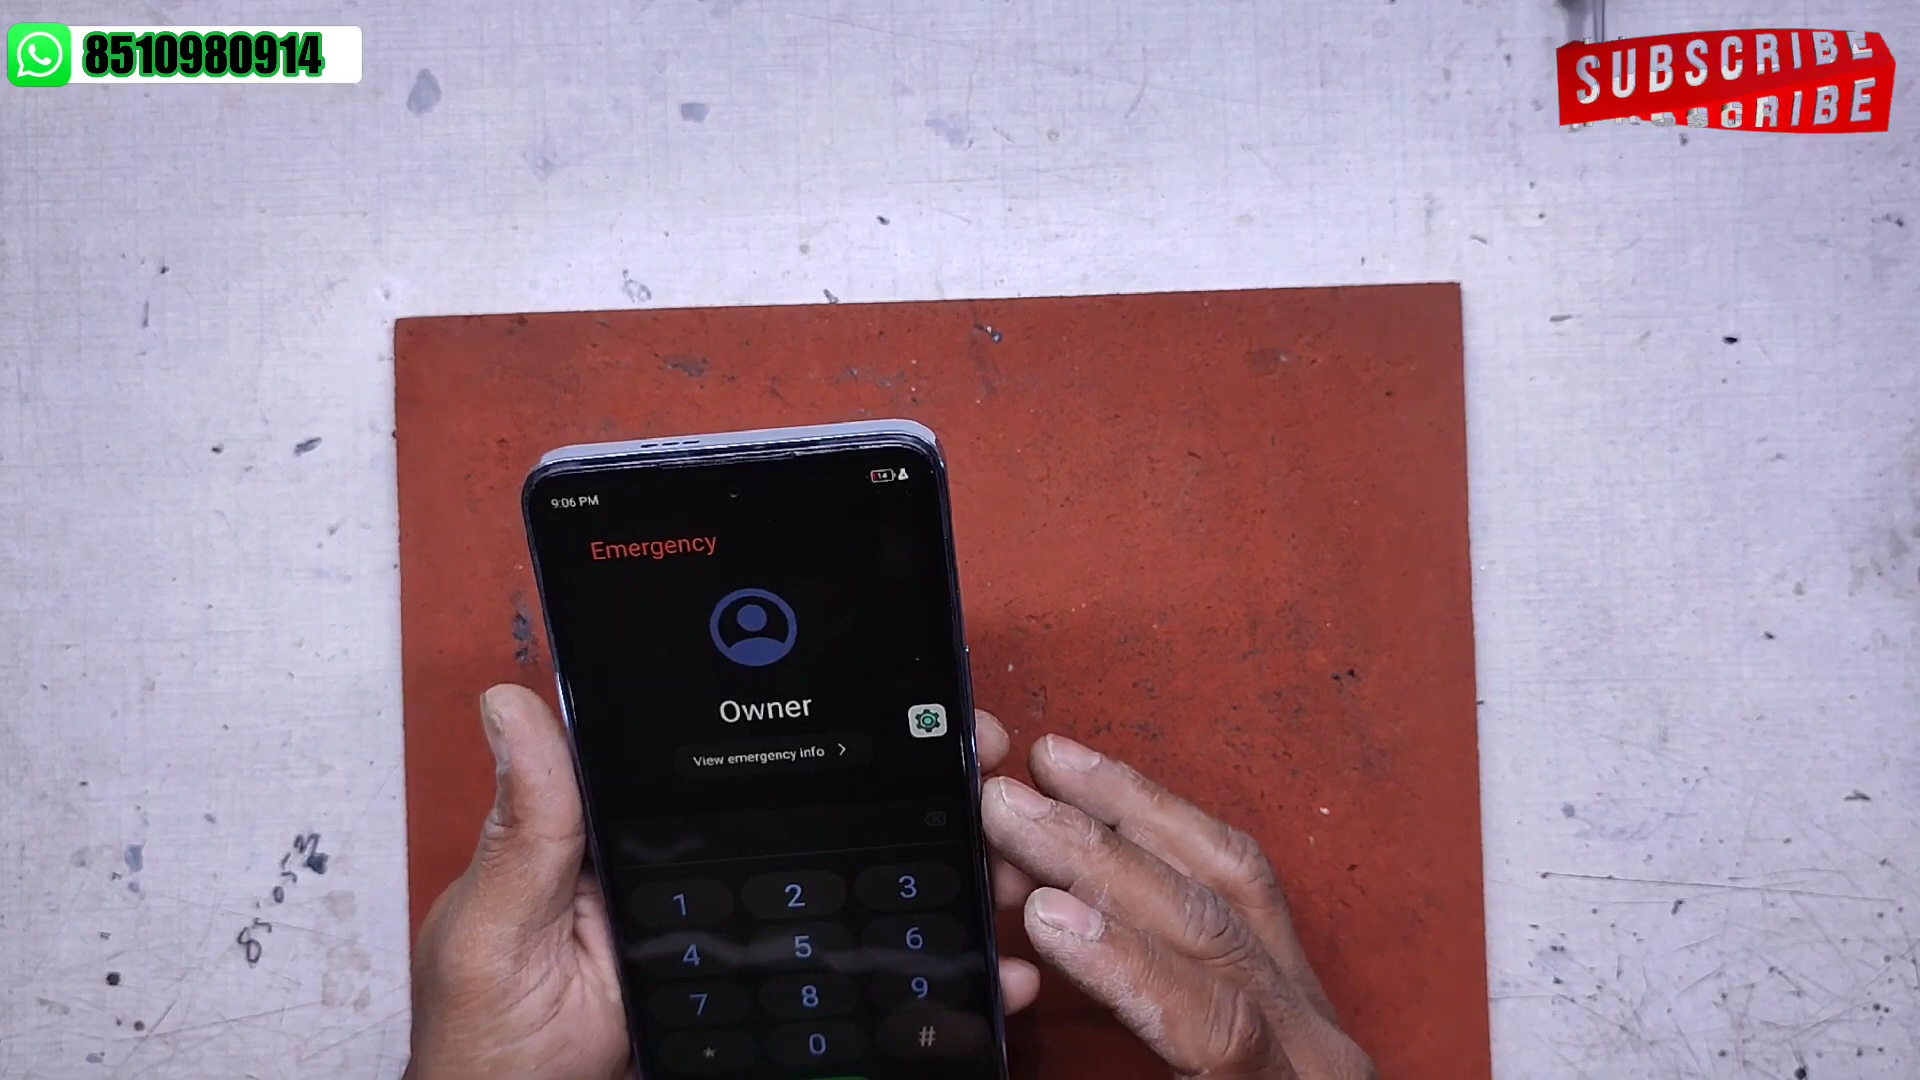 8510980914
SUBSCRIBE
9:06 PM
14
Emergency
Owner
View emergency info
1 2 3
4 5 6
7 8 9
* 0 #